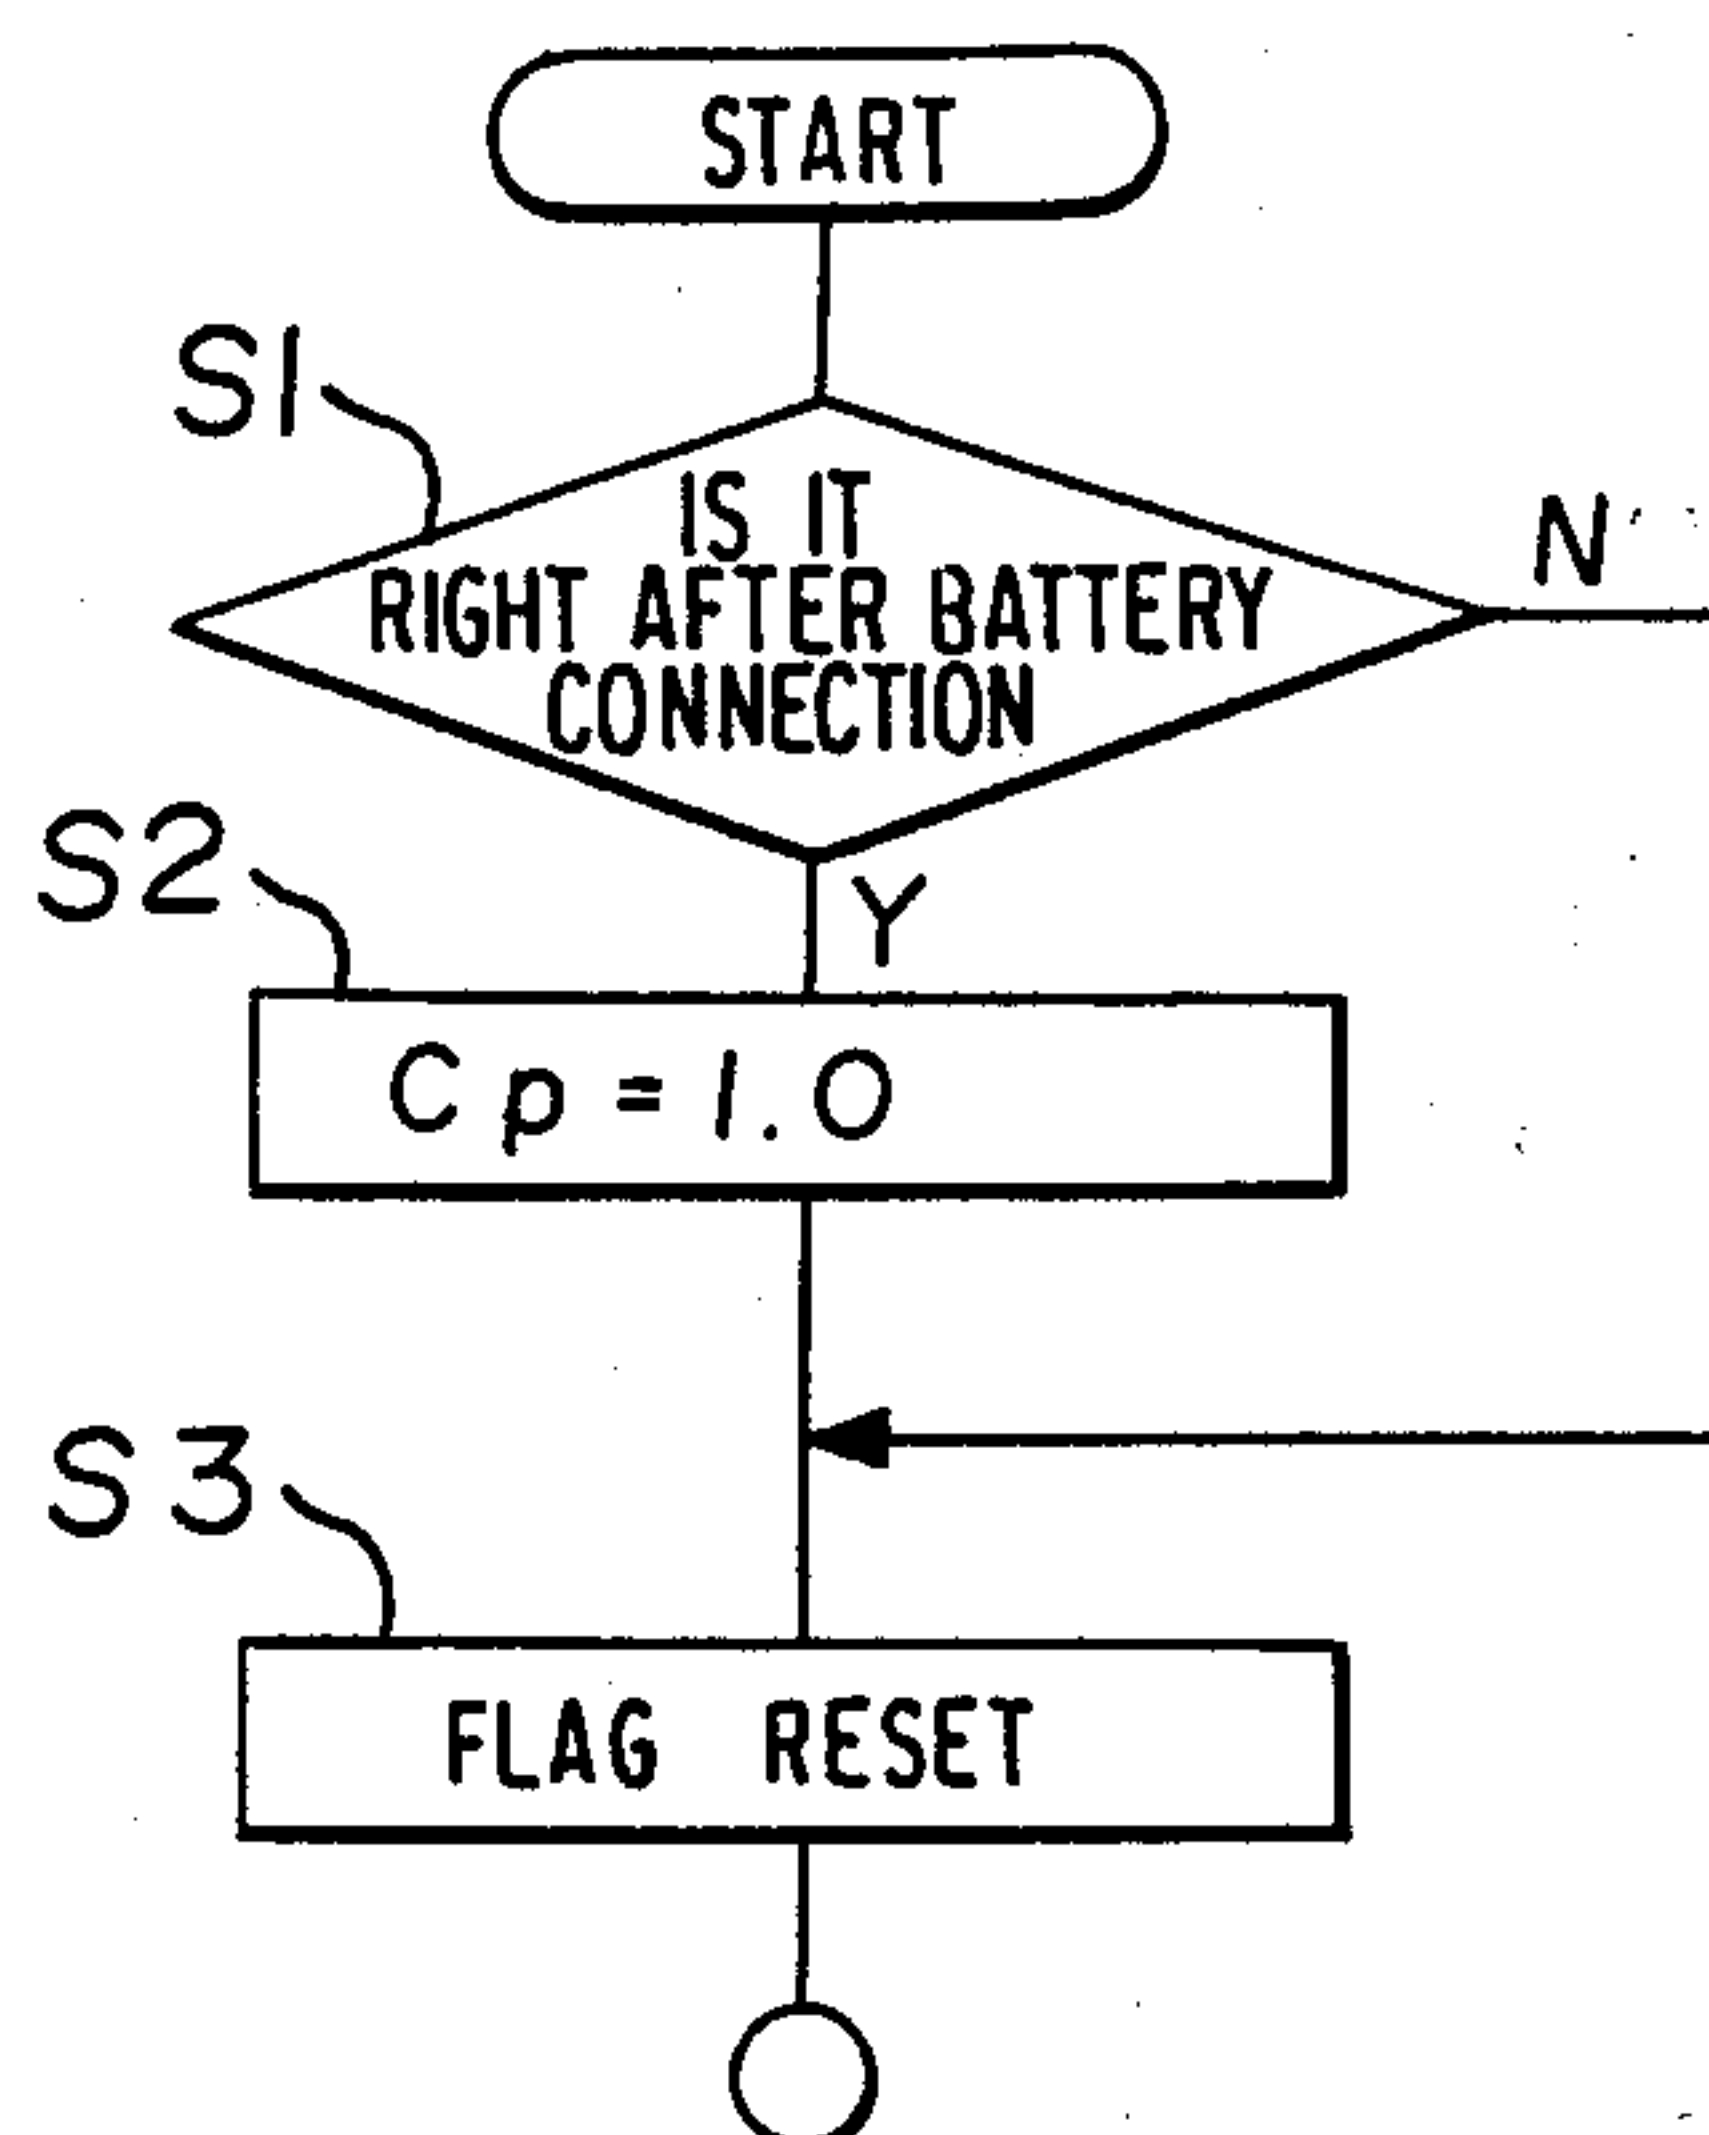 START
S1
IS IT
RIGHT AFTER BATTERY
CONNECTION
N
S2
Y
Cp=1.0
S3
FLAG RESET